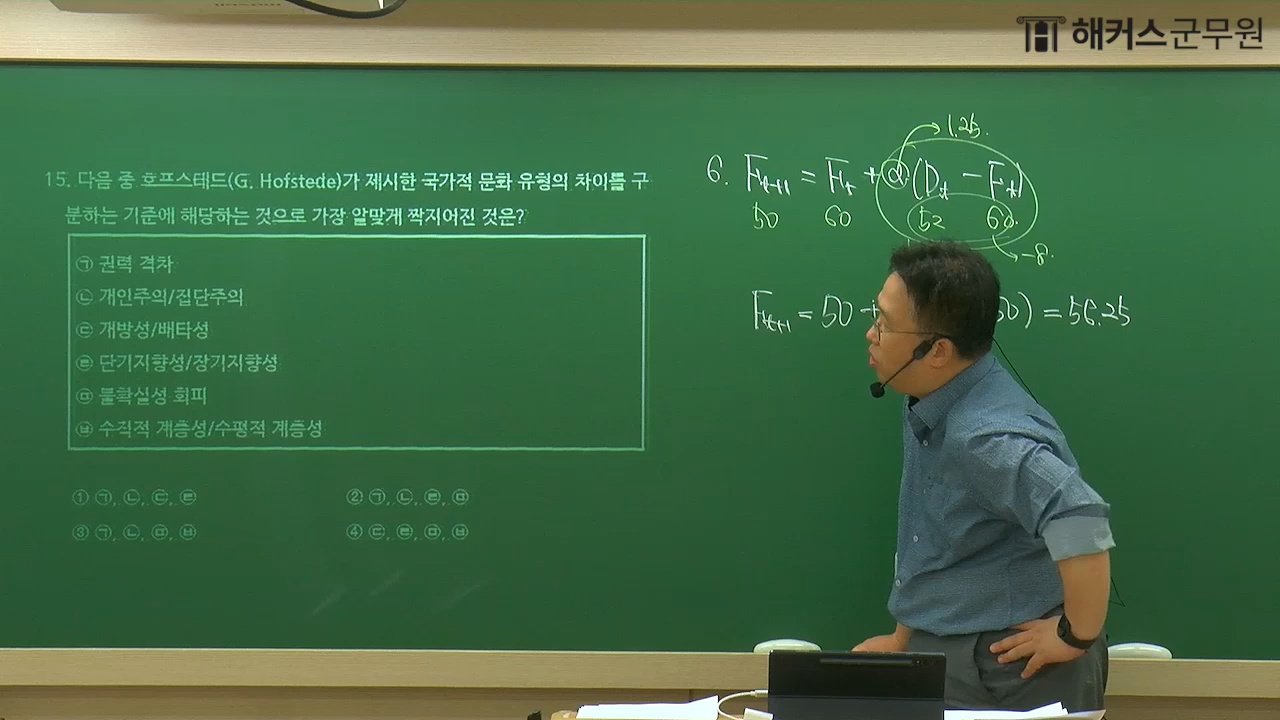 해커스군무원
15. 다음 중 호프스테드(G. Hofstede)가 제시한 국가적 문화 유형의 차이를 구
분하는 기준에 해당하는 것으로 가장 알맞게 짝지어진 것은?
㉠ 권력 격차
㉡ 개인주의/집단주의
㉢ 개방성/배타성
㉣ 단기지향성/장기지향성
㉤ 불확실성 회피
㉥ 수직적 계층성/수평적 계층성
① ㉠, ㉡, ㉢, ㉣
② ㉠, ㉡, ㉣, ㉤
③ ㉠, ㉡, ㉤, ㉥
④ ㉢, ㉣, ㉤, ㉥
1.25
6. Ft+1 = Ft + α(Dt - Ft)
50 60 52 60
-8
Ft+1 = 50 + 50) = 56.25